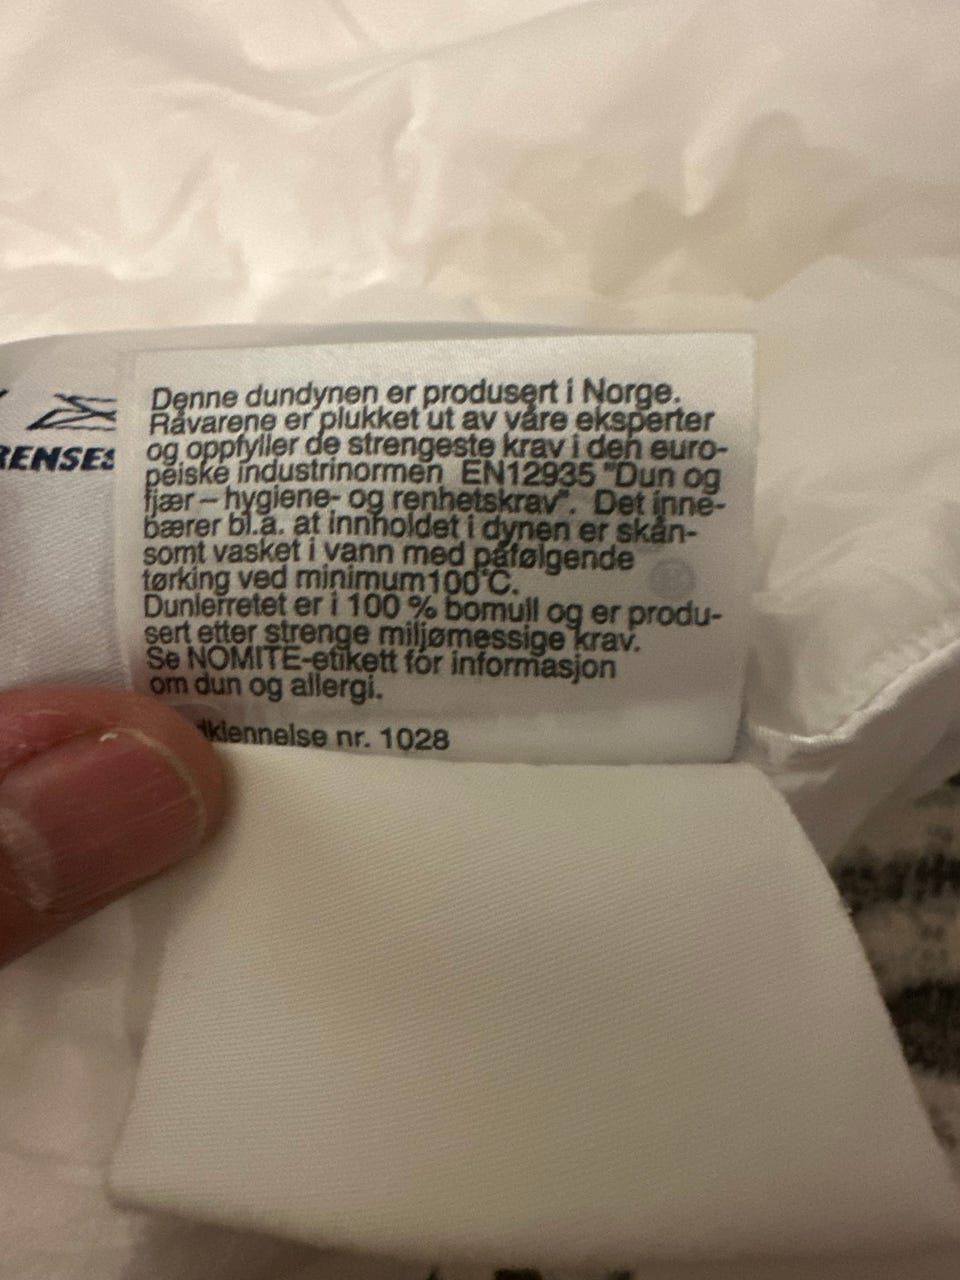 RENSES
Denne dundynen er produsert i Norge.
Råvarene er plukket ut av våre eksperter
og oppfyller de strengeste krav i den euro-
peiske industrinormen EN12935 "Dun og
fjær – hygiene- og renhetskrav". Det inne-
bærer bl.a. at innholdet i dynen er skån-
somt vasket i vann med påfølgende
tørking ved minimum 100°C.
Dunlerretet er i 100 % bomull og er produ-
sert etter strenge miljømessige krav.
Se NOMITE-etikett for informasjon
om dun og allergi.
dkjennelse nr. 1028